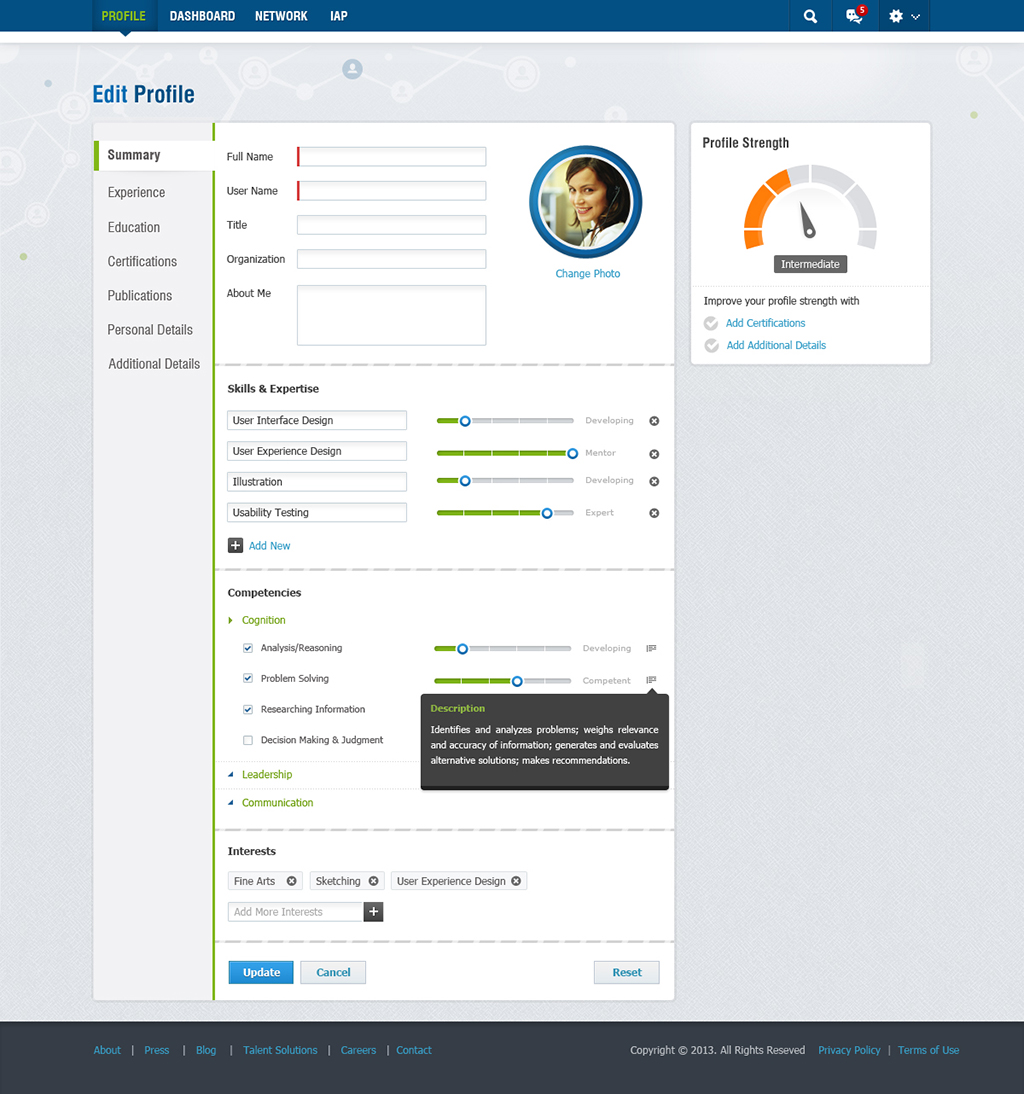 PROFILE DASHBOARD NETWORK IAP 5
Edit Profile
Summary
Experience
Education
Certifications
Publications
Personal Details
Additional Details
Full Name
User Name
Title
Organization
About Me
Change Photo
Profile Strength
Intermediate
Improve your profile strength with
Add Certifications
Add Additional Details
Skills & Expertise
User Interface Design Developing
User Experience Design Mentor
Illustration Developing
Usability Testing Expert
Add New
Competencies
Cognition
Analysis/Reasoning Developing
Problem Solving Competent
Researching Information
Decision Making & Judgment
Description
Identifies and analyzes problems; weighs relevance
and accuracy of information; generates and evaluates
alternative solutions; makes recommendations.
Leadership
Communication
Interests
Fine Arts Sketching User Experience Design
Add More Interests
Update Cancel Reset
About | Press | Blog | Talent Solutions | Careers | Contact Copyright © 2013. All Rights Reseved Privacy Policy | Terms of Use